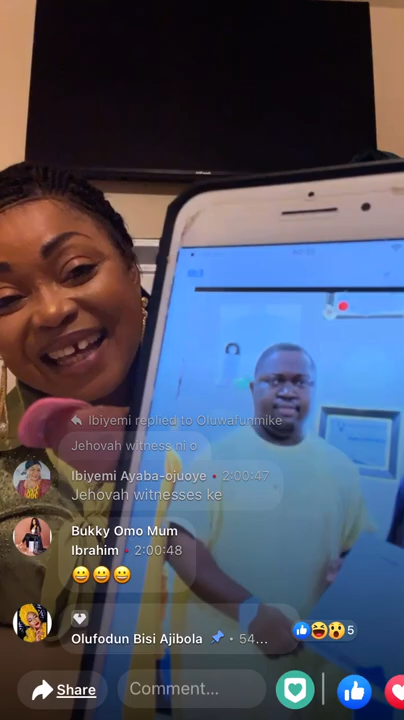 Ibiyemi replied to Oluwafunmike
Jehovah witness ni o
Ibiyemi Ayaba-ojuoye • 2:00:47
Jehovah witnesses ke
Bukky Omo Mum
Ibrahim • 2:00:48
Olufodun Bisi Ajibola • 54...
5
Share
Comment...